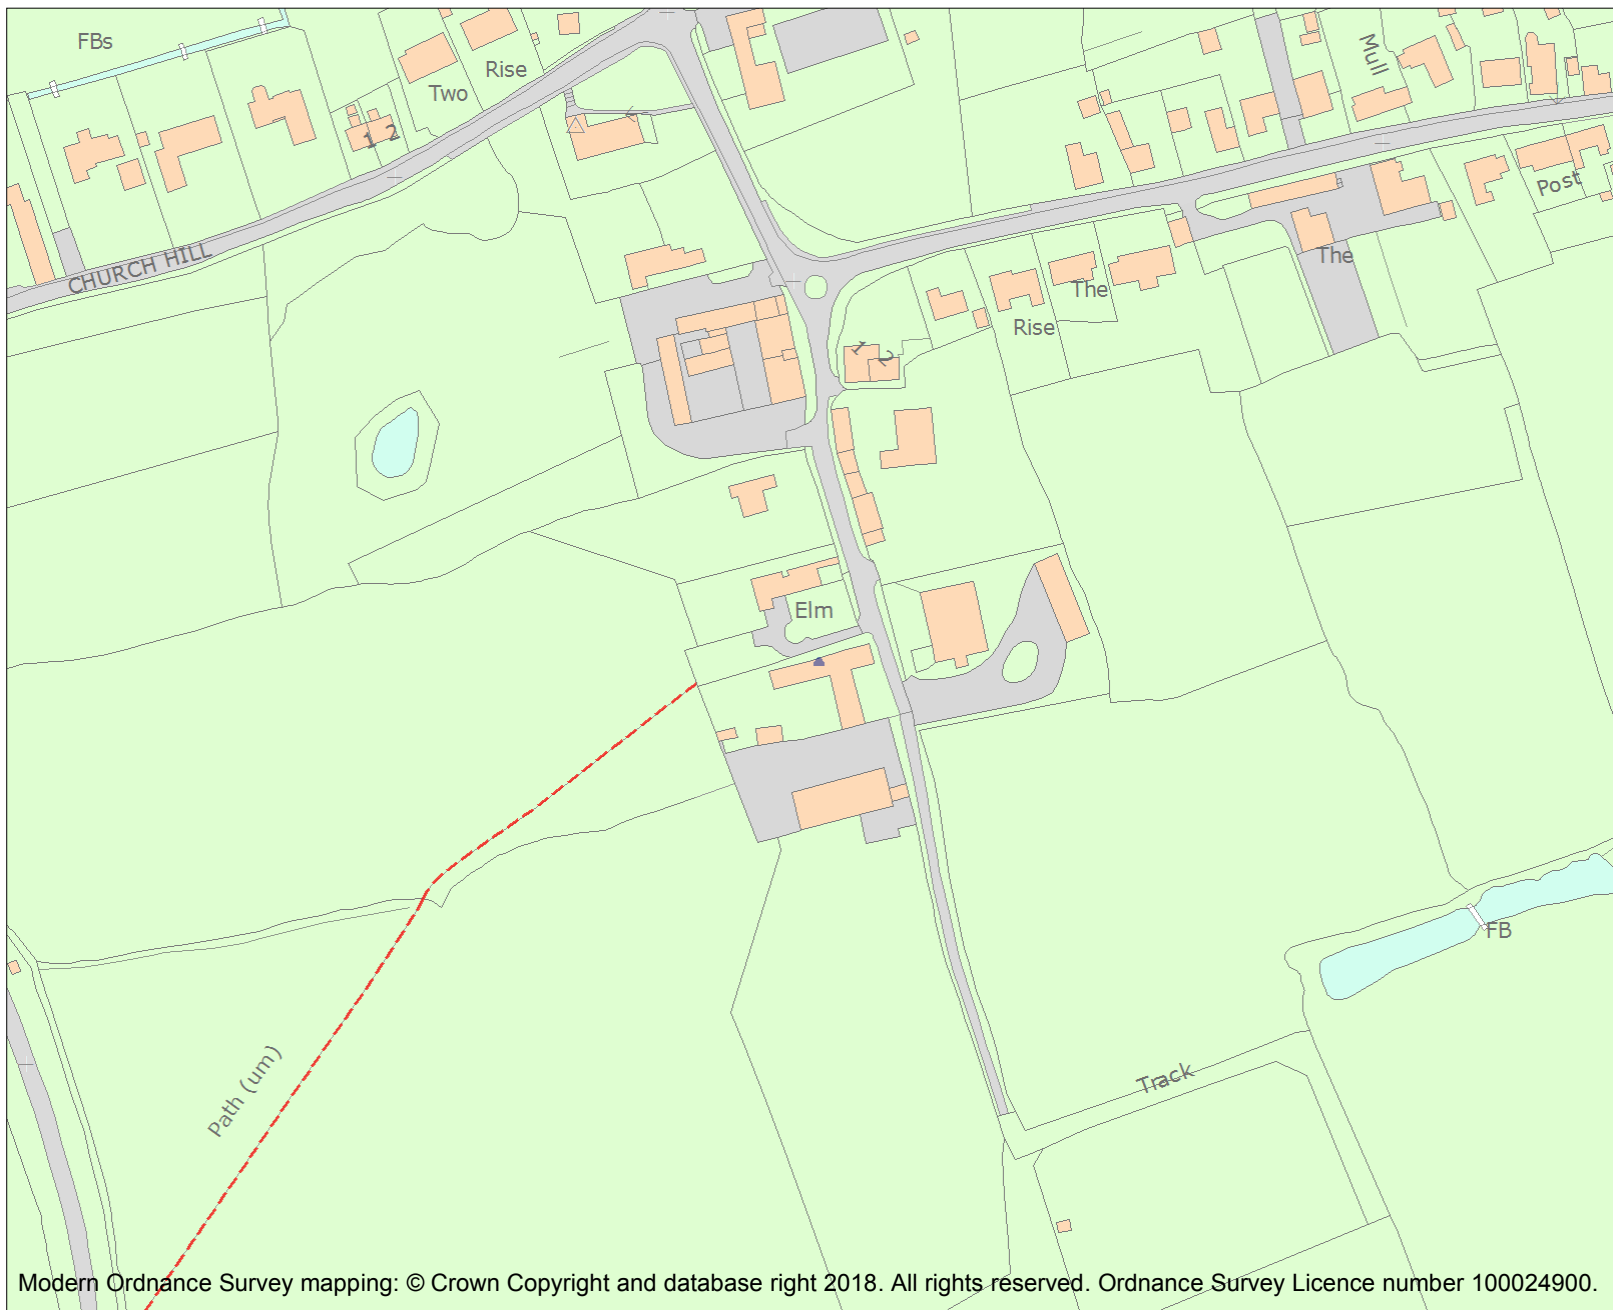 FBs
Mull
Rise
Two
1 2
Post
CHURCH HILL
The
The
Rise
1 2
Elm
FB
Track
Path (um)
Modern Ordnance Survey mapping: © Crown Copyright and database right 2018. All rights reserved. Ordnance Survey Licence number 100024900.